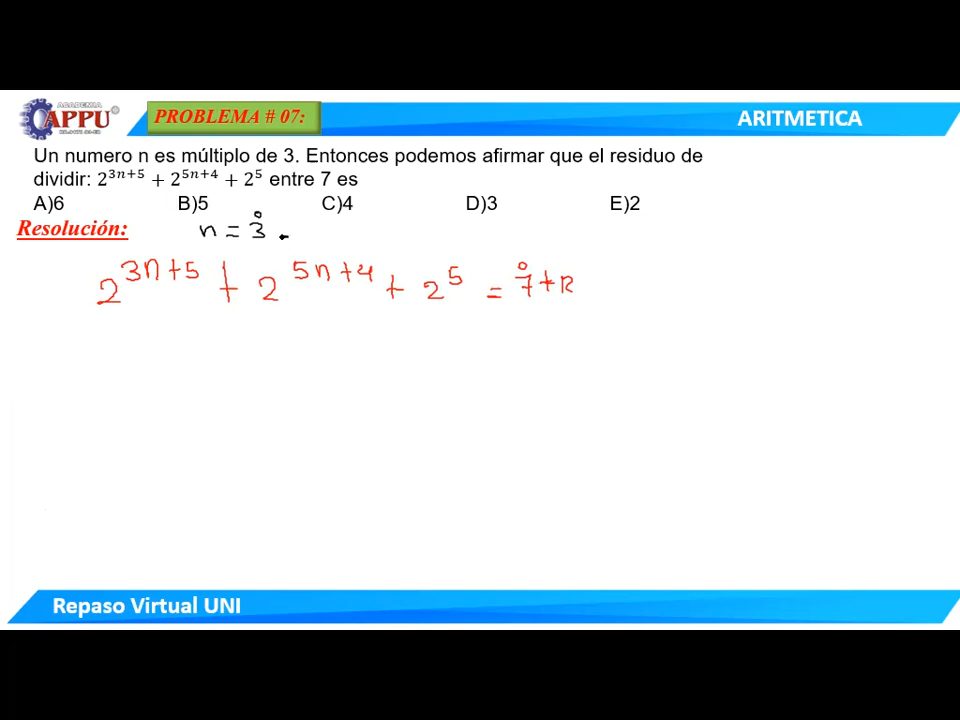 ACADEMIA
APPU
PROBLEMA # 07:
ARITMETICA
Un numero n es múltiplo de 3. Entonces podemos afirmar que el residuo de
dividir: 2^{3n+5} + 2^{5n+4} + 2^5 entre 7 es
A)6 B)5 C)4 D)3 E)2
Resolución: n = 3̊ .
2^{3n+5} + 2^{5n+4} + 2^5 = 7̊ + R
Repaso Virtual UNI